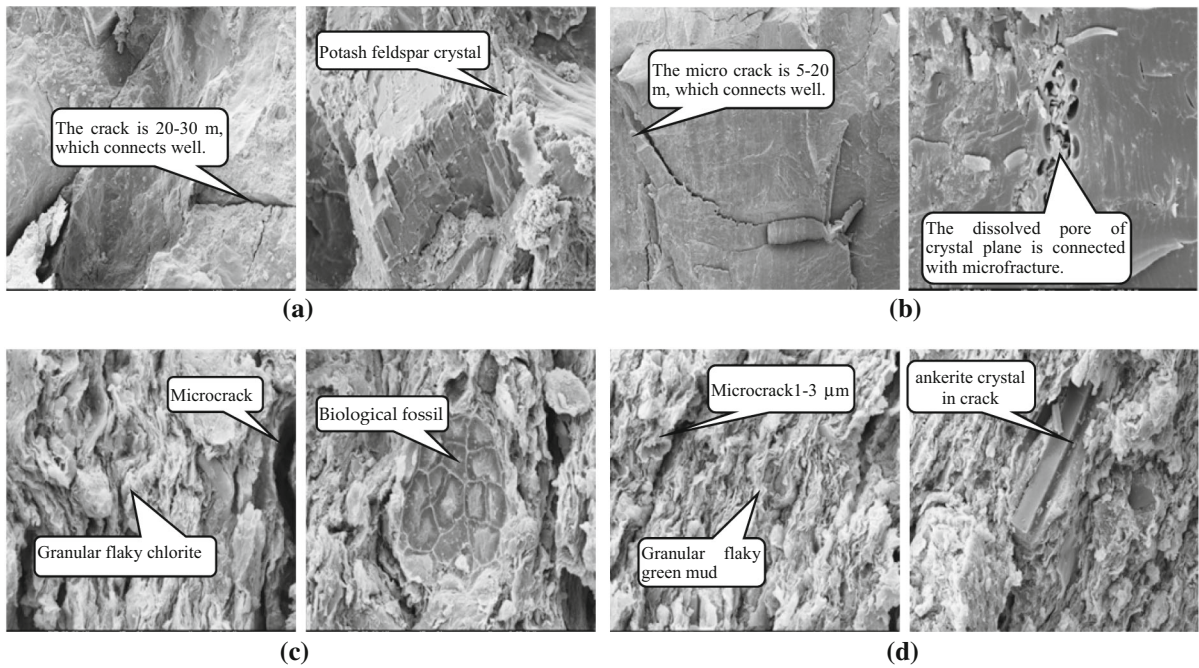 Potash feldspar crystal
The crack is 20-30 m,
which connects well.
(a)
The micro crack is 5-20
m, which connects well.
The dissolved pore of
crystal plane is connected
with microfracture.
(b)
Microcrack
Biological fossil
Granular flaky chlorite
(c)
Microcrack1-3 μm
ankerite crystal
in crack
Granular flaky
green mud
(d)